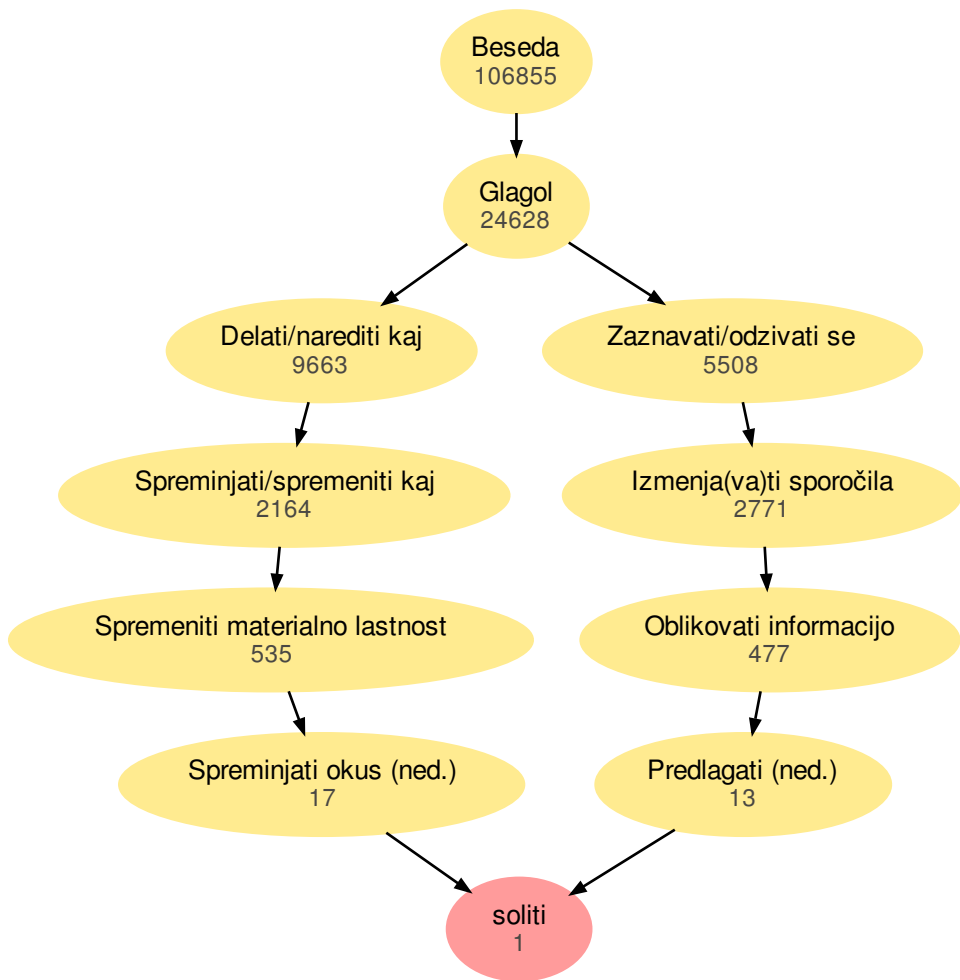 Beseda
106855
Glagol
24628
Delati/narediti kaj
9663
Zaznavati/odzivati se
5508
Spreminjati/spremeniti kaj
2164
Izmenja(va)ti sporočila
2771
Spremeniti materialno lastnost
535
Oblikovati informacijo
477
Spreminjati okus (ned.)
17
Predlagati (ned.)
13
soliti
1